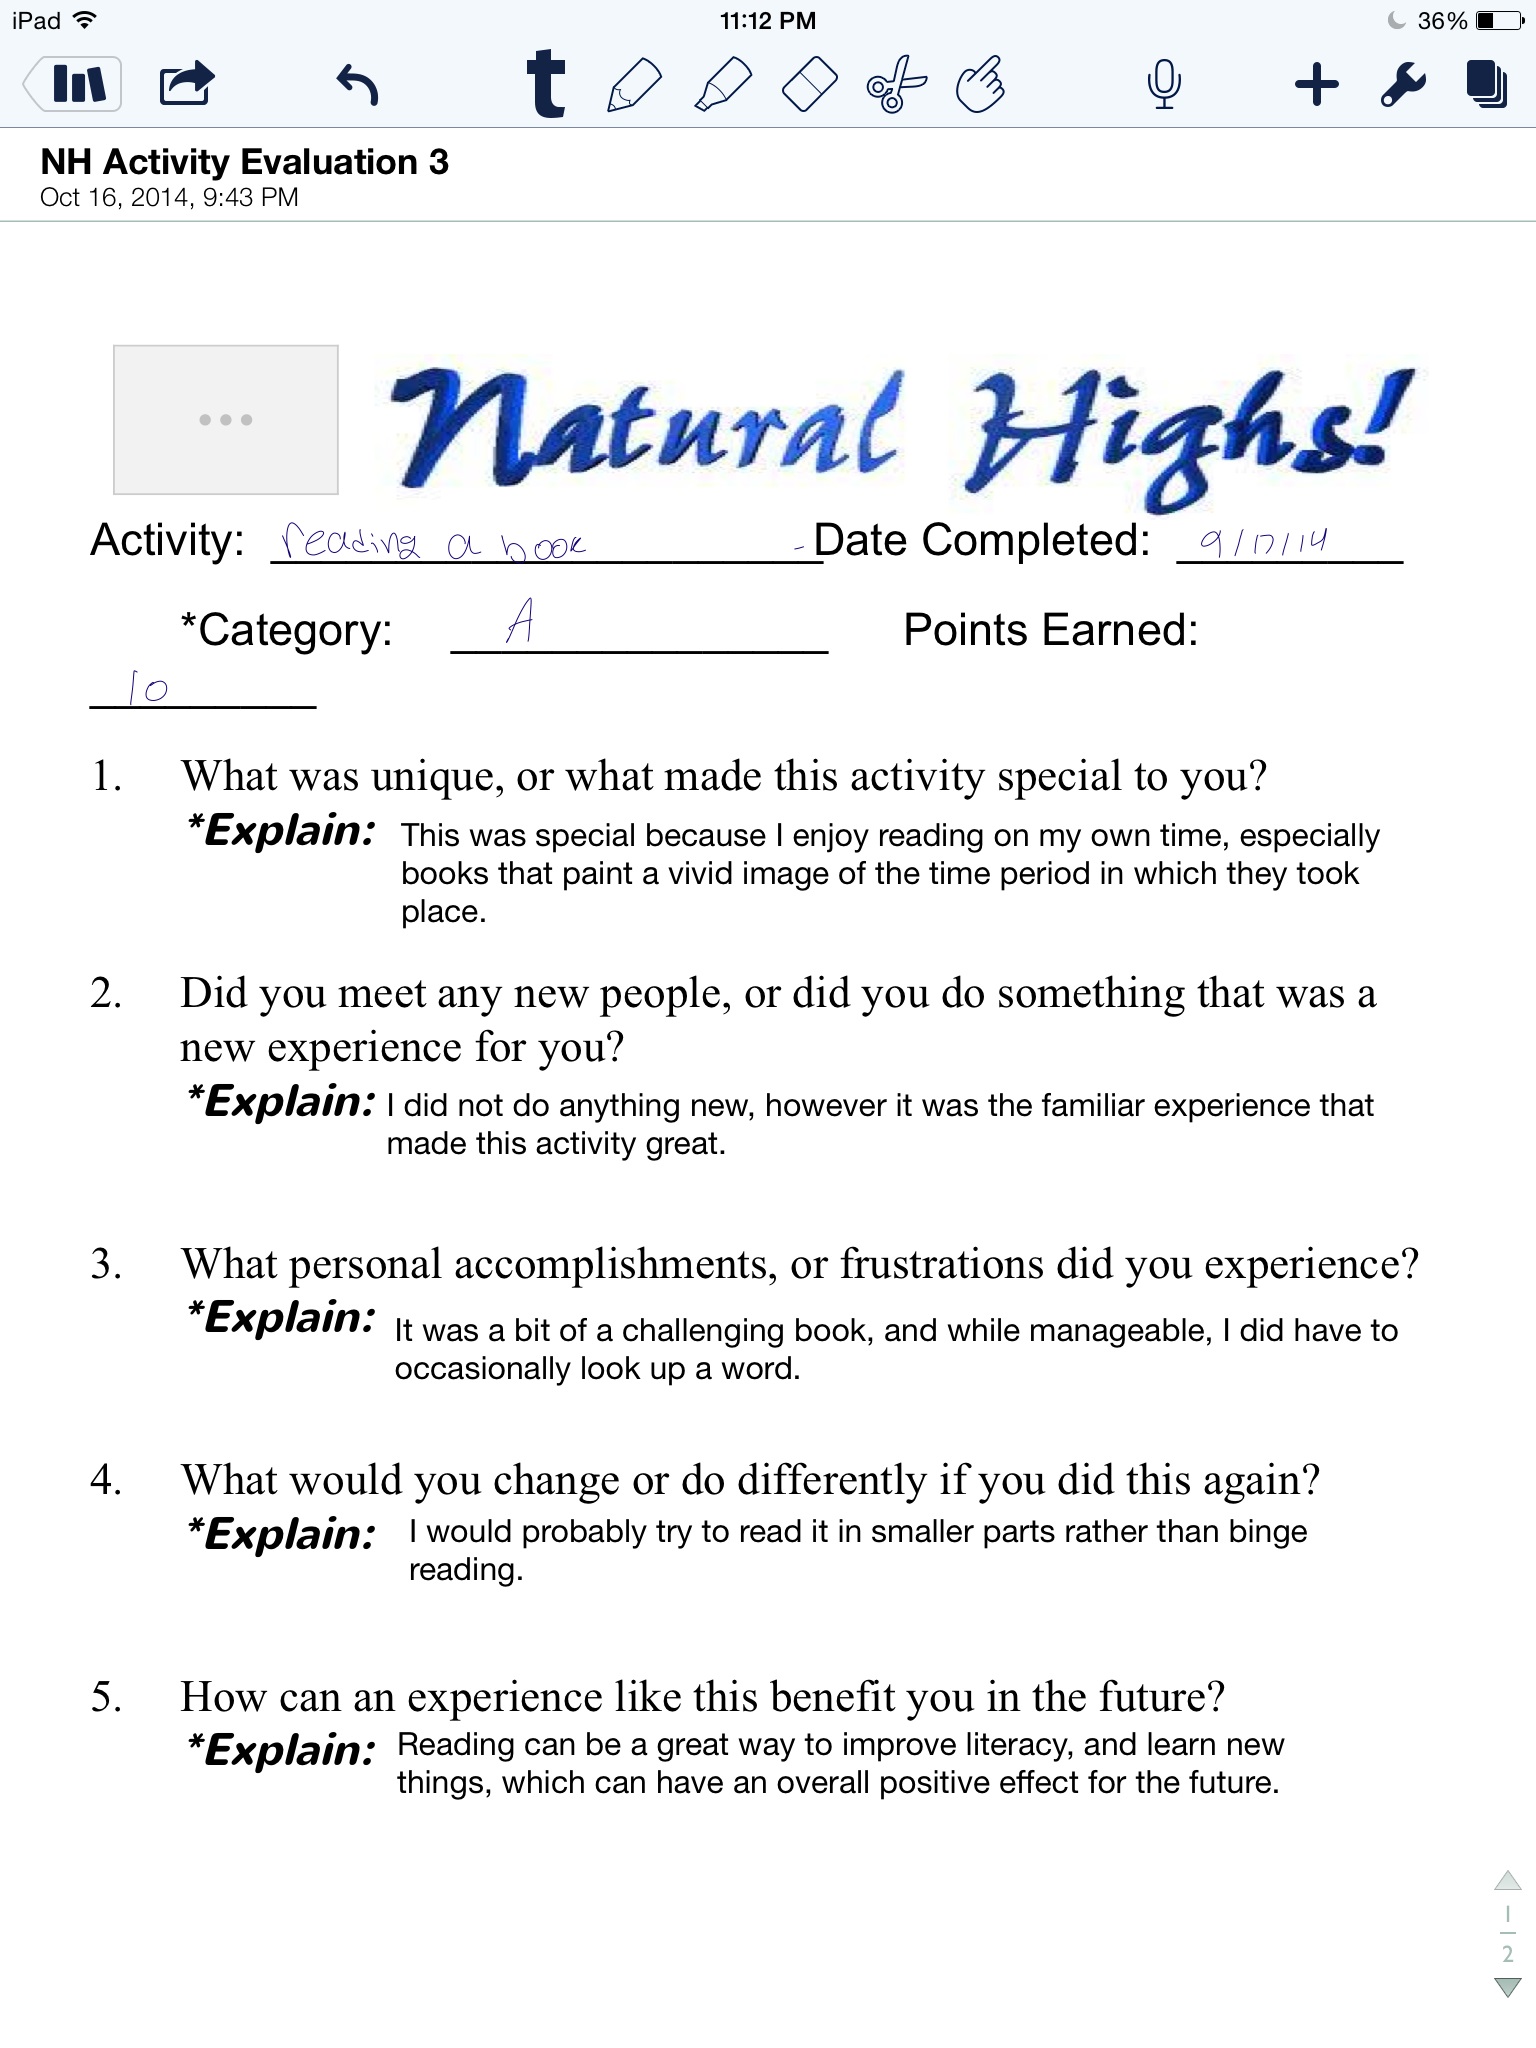 iPad 11:12 PM 36%
NH Activity Evaluation 3
Oct 16, 2014, 9:43 PM
Natural Highs!
Activity: reading a book - Date Completed: 9/17/14
*Category: A Points Earned:
10
1. What was unique, or what made this activity special to you?
*Explain: This was special because I enjoy reading on my own time, especially
books that paint a vivid image of the time period in which they took
place.
2. Did you meet any new people, or did you do something that was a
new experience for you?
*Explain: I did not do anything new, however it was the familiar experience that
made this activity great.
3. What personal accomplishments, or frustrations did you experience?
*Explain: It was a bit of a challenging book, and while manageable, I did have to
occasionally look up a word.
4. What would you change or do differently if you did this again?
*Explain: I would probably try to read it in smaller parts rather than binge
reading.
5. How can an experience like this benefit you in the future?
*Explain: Reading can be a great way to improve literacy, and learn new
things, which can have an overall positive effect for the future.
1
2